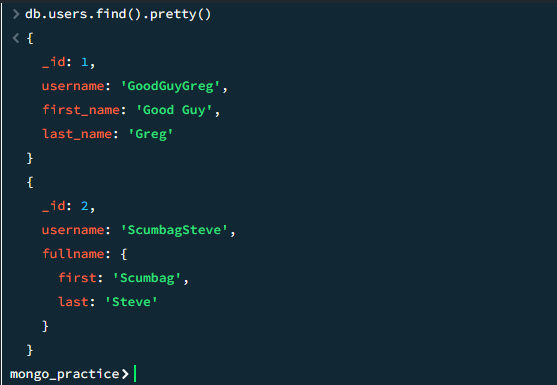 > db.users.find().pretty()
< {
_id: 1,
username: 'GoodGuyGreg',
first_name: 'Good Guy',
last_name: 'Greg'
}
{
_id: 2,
username: 'ScumbagSteve',
fullname: {
first: 'Scumbag',
last: 'Steve'
}
}
mongo_practice>